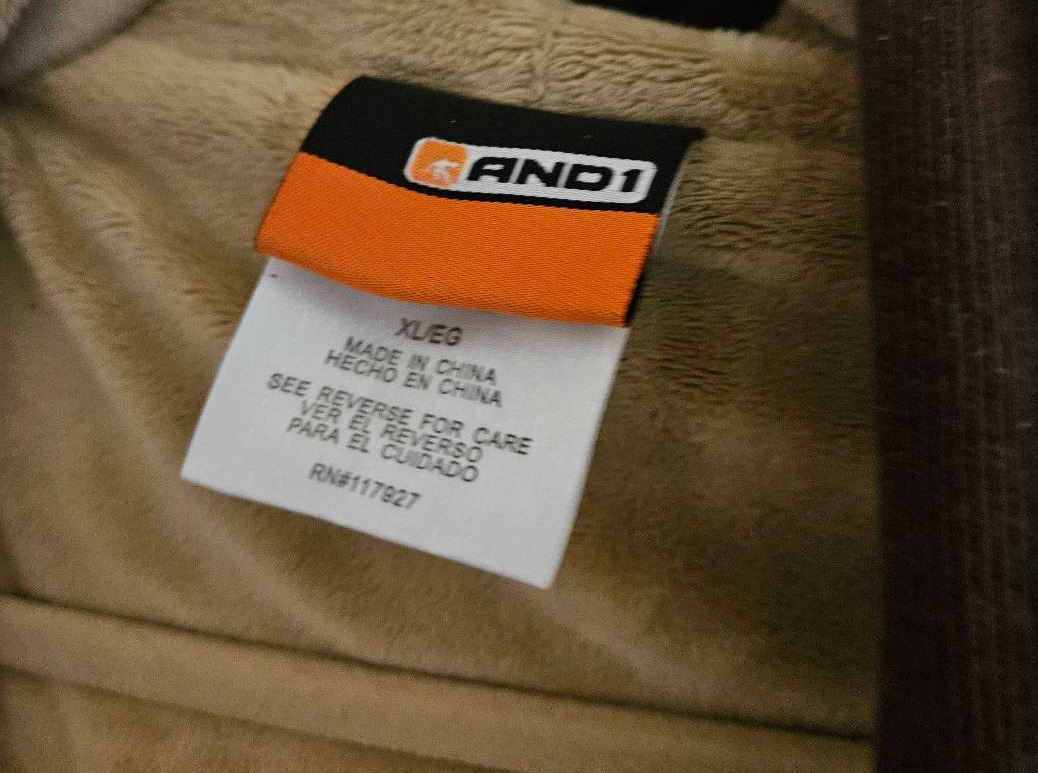 AND1
XL/EG
MADE IN CHINA
HECHO EN CHINA
SEE REVERSE FOR CARE
VER EL REVERSO
PARA EL CUIDADO
RN#117927